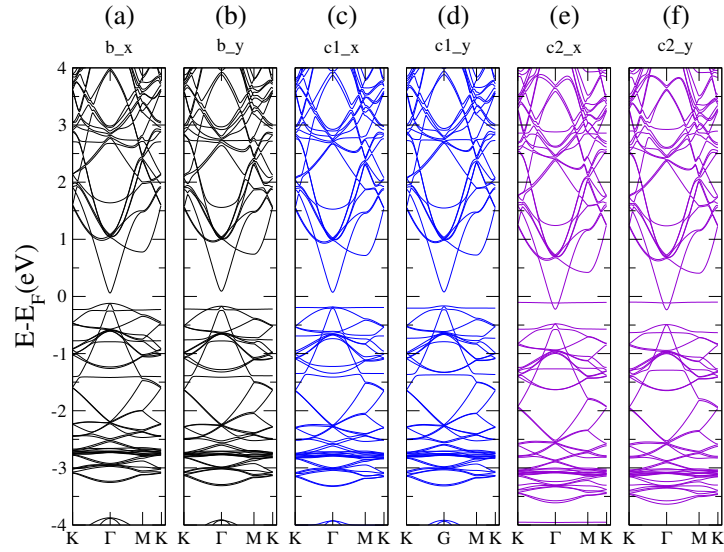 (a) (b) (c) (d) (e) (f)
b_x b_y c1_x c1_y c2_x c2_y
E-E_F(eV)
4
3
2
1
0
-1
-2
-3
-4
K Γ M K K Γ M K K Γ M K K G M K K Γ M K K Γ M K